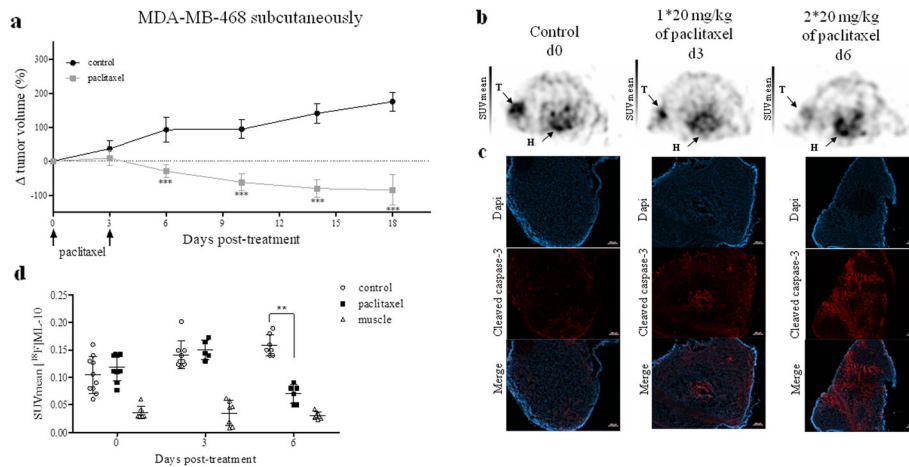 MDA-MB-468 subcutaneously
a
Δ tumor volume (%)
300
200
100
0
-100
control
paclitaxel
***
***
***
***
0
3
6
9
12
15
18
paclitaxel
Days post-treatment
b
Control
d0
1*20 mg/kg
of paclitaxel
d3
2*20 mg/kg
of paclitaxel
d6
SUVmean
T
H
SUVmean
T
H
SUVmean
T
H
c
Dapi
Dapi
Dapi
Cleaved caspase-3
Cleaved caspase-3
Cleaved caspase-3
Merge
Merge
Merge
d
SUVmean [¹⁸F]ML-10
0.25
0.20
0.15
0.10
0.05
0.00
control
paclitaxel
muscle
**
0
3
6
Days post-treatment